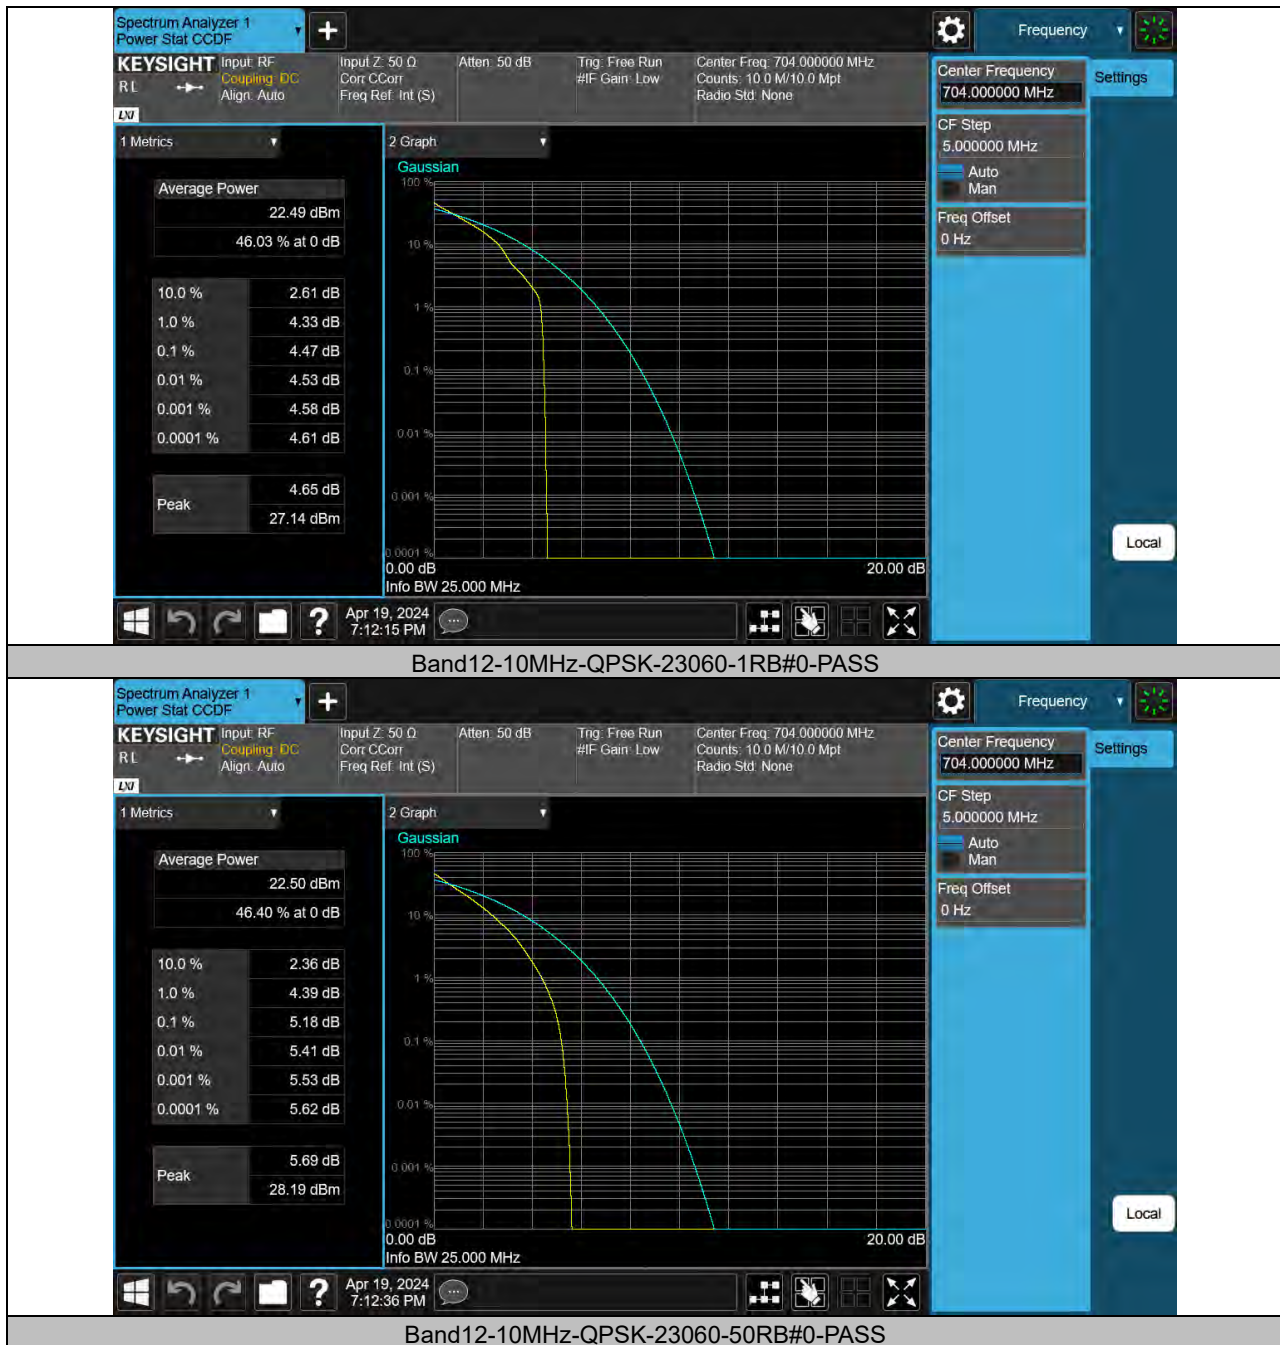 Spectrum Analyzer 1
Power Stat CCDF
Frequency
KEYSIGHT
RL
LXI
Input: RF
Coupling: DC
Align: Auto
Input Z: 50 Ω
Corr CCorr
Freq Ref: Int (S)
Atten: 50 dB
Trig: Free Run
#IF Gain: Low
Center Freq: 704.000000 MHz
Counts: 10.0 M/10.0 Mpt
Radio Std: None
Center Frequency
704.000000 MHz
Settings
CF Step
5.000000 MHz
Auto
Man
Freq Offset
0 Hz
Local
1 Metrics
Average Power
22.49 dBm
46.03 % at 0 dB
10.0 % 2.61 dB
1.0 % 4.33 dB
0.1 % 4.47 dB
0.01 % 4.53 dB
0.001 % 4.58 dB
0.0001 % 4.61 dB
Peak
4.65 dB
27.14 dBm
2 Graph
Gaussian
100 %
10 %
1 %
0.1 %
0.01 %
0.001 %
0.0001 %
0.00 dB 20.00 dB
Info BW 25.000 MHz
?
Apr 19, 2024
7:12:15 PM
Band12-10MHz-QPSK-23060-1RB#0-PASS
Spectrum Analyzer 1
Power Stat CCDF
Frequency
KEYSIGHT
RL
LXI
Input: RF
Coupling: DC
Align: Auto
Input Z: 50 Ω
Corr CCorr
Freq Ref: Int (S)
Atten: 50 dB
Trig: Free Run
#IF Gain: Low
Center Freq: 704.000000 MHz
Counts: 10.0 M/10.0 Mpt
Radio Std: None
Center Frequency
704.000000 MHz
Settings
CF Step
5.000000 MHz
Auto
Man
Freq Offset
0 Hz
Local
1 Metrics
Average Power
22.50 dBm
46.40 % at 0 dB
10.0 % 2.36 dB
1.0 % 4.39 dB
0.1 % 5.18 dB
0.01 % 5.41 dB
0.001 % 5.53 dB
0.0001 % 5.62 dB
Peak
5.69 dB
28.19 dBm
2 Graph
Gaussian
100 %
10 %
1 %
0.1 %
0.01 %
0.001 %
0.0001 %
0.00 dB 20.00 dB
Info BW 25.000 MHz
?
Apr 19, 2024
7:12:36 PM
Band12-10MHz-QPSK-23060-50RB#0-PASS